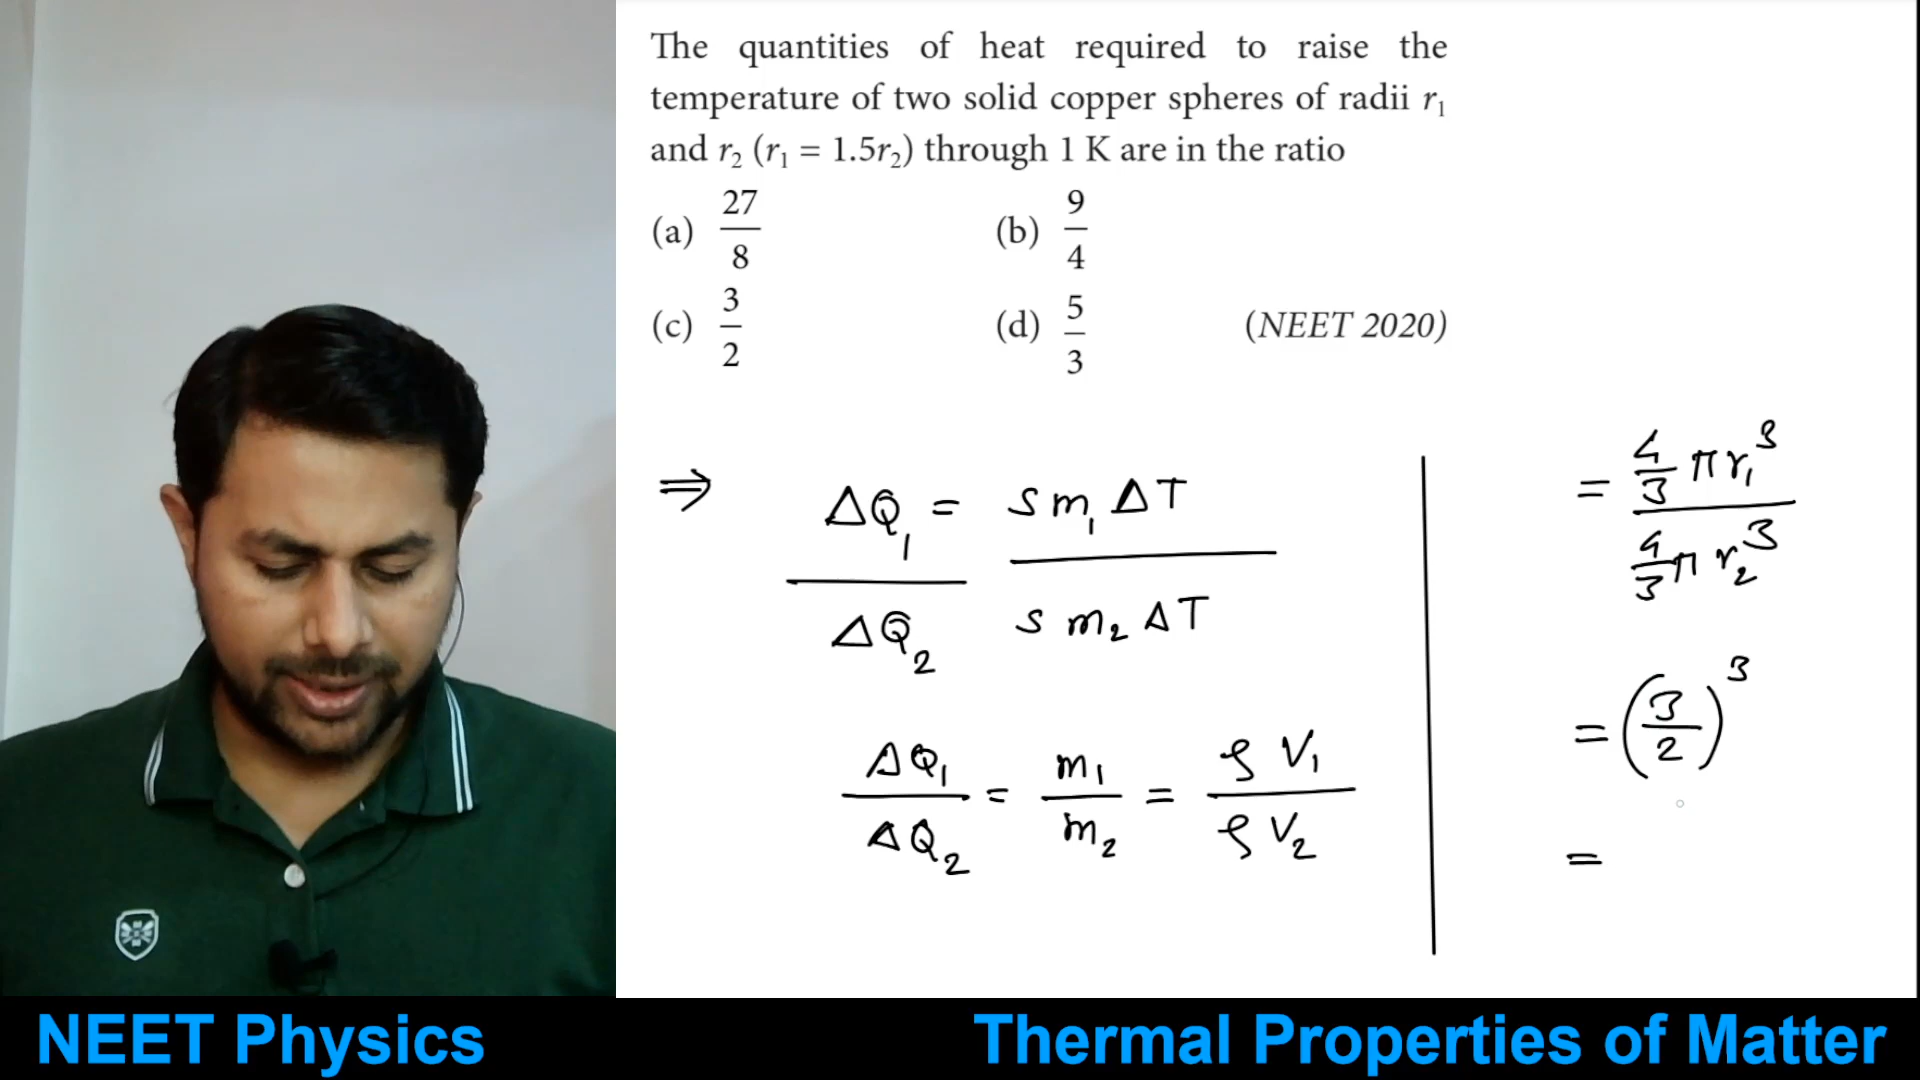 The quantities of heat required to raise the
temperature of two solid copper spheres of radii r₁
and r₂ (r₁ = 1.5r₂) through 1 K are in the ratio
(a) 27/8 (b) 9/4
(c) 3/2 (d) 5/3 (NEET 2020)
⇒ ΔQ₁/ΔQ₂ = s m₁ ΔT / s m₂ ΔT
ΔQ₁/ΔQ₂ = m₁/m₂ = ρ V₁ / ρ V₂
= 4/3 π r₁³ / 4/3 π r₂³
= (3/2)³
=
NEET Physics
Thermal Properties of Matter